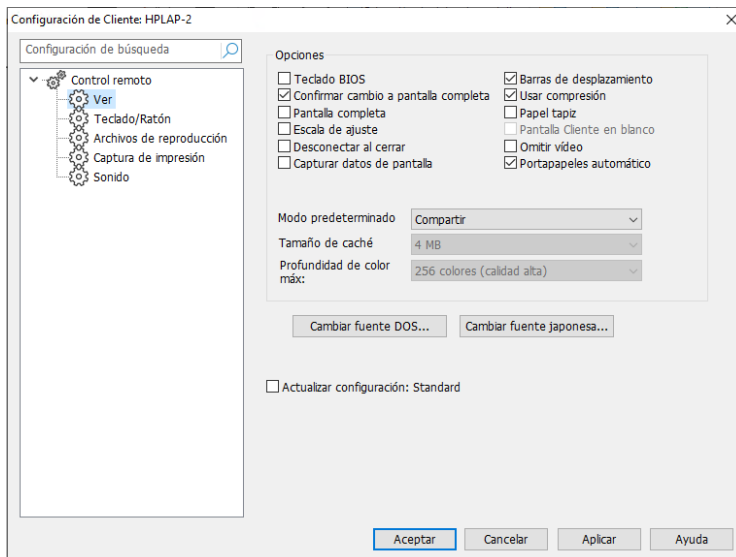 Configuración de Cliente: HPLAP-2
Configuración de búsqueda
Control remoto
Ver
Teclado/Ratón
Archivos de reproducción
Captura de impresión
Sonido
Opciones
Teclado BIOS
Confirmar cambio a pantalla completa
Pantalla completa
Escala de ajuste
Desconectar al cerrar
Capturar datos de pantalla
Barras de desplazamiento
Usar compresión
Papel tapiz
Pantalla Cliente en blanco
Omitir vídeo
Portapapeles automático
Modo predeterminado
Compartir
Tamaño de caché
4 MB
Profundidad de color
máx:
256 colores (calidad alta)
Cambiar fuente DOS...
Cambiar fuente japonesa...
Actualizar configuración: Standard
Aceptar
Cancelar
Aplicar
Ayuda